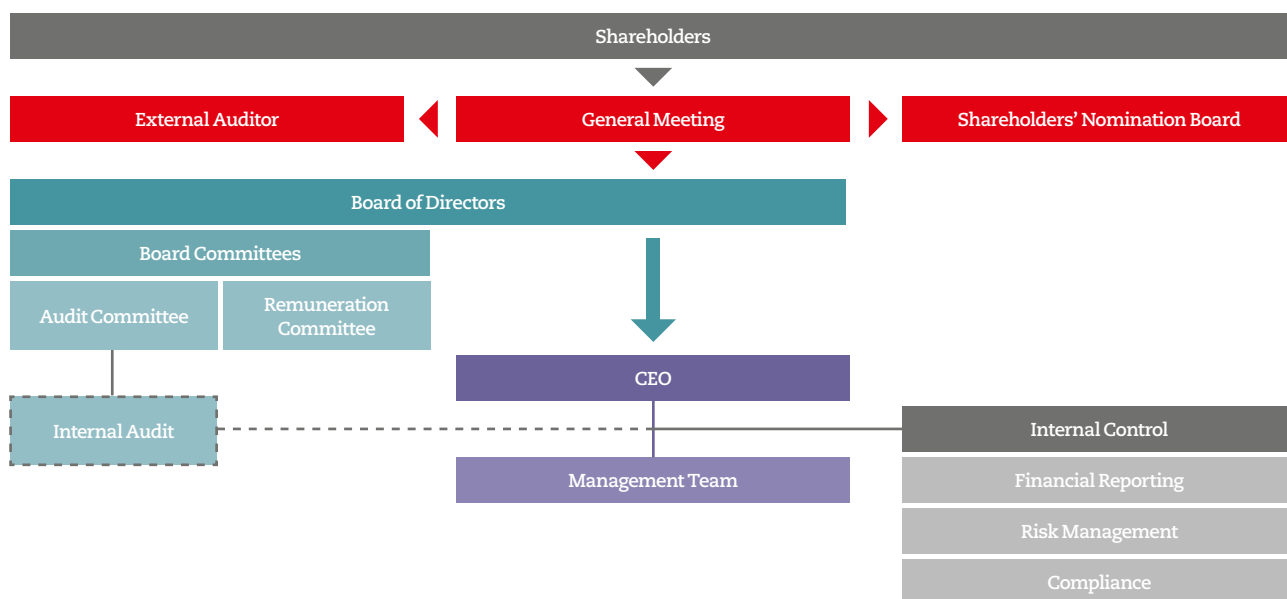 Shareholders
External Auditor
General Meeting
Shareholders’ Nomination Board
Board of Directors
Board Committees
Audit Committee
Remuneration
Committee
CEO
Internal Audit
Internal Control
Management Team
Financial Reporting
Risk Management
Compliance